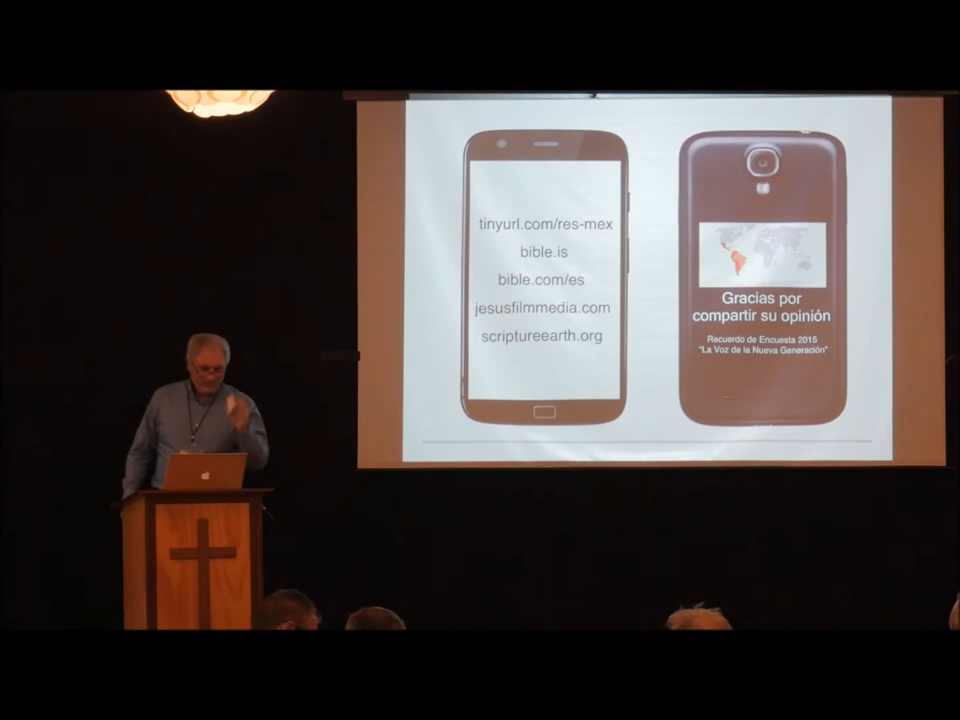 tinyurl.com/res-mex
bible.is
bible.com/es
jesusfilmmedia.com
scriptureearth.org
Gracias por
compartir su opinión
Recuerdo de Encuesta 2015
"La Voz de la Nueva Generación"